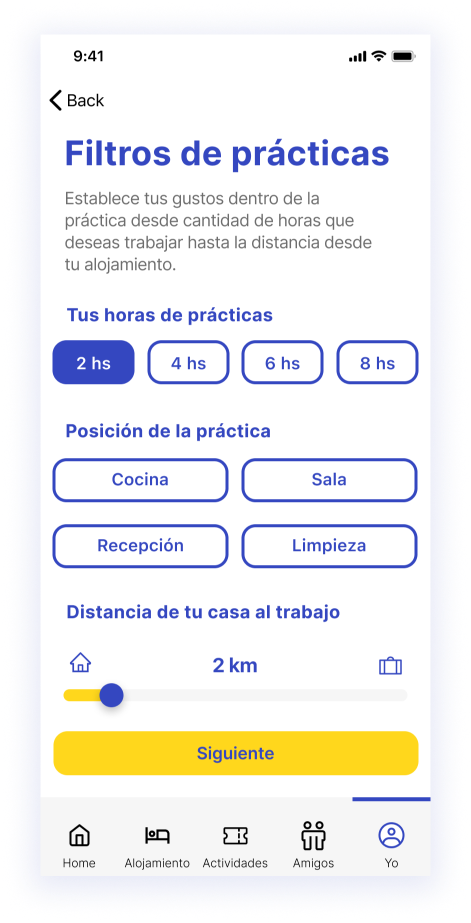 9:41
Back
Filtros de prácticas
Establece tus gustos dentro de la
práctica desde cantidad de horas que
deseas trabajar hasta la distancia desde
tu alojamiento.
Tus horas de prácticas
2 hs 4 hs 6 hs 8 hs
Posición de la práctica
Cocina Sala
Recepción Limpieza
Distancia de tu casa al trabajo
2 km
Siguiente
Home Alojamiento Actividades Amigos Yo